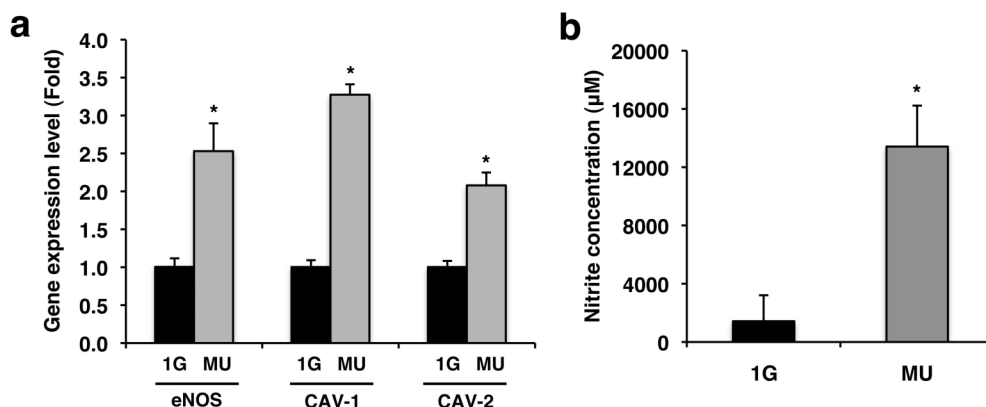 a
Gene expression level (Fold)
4.0
3.5
3.0
2.5
2.0
1.5
1.0
0.5
0.0
* * *
1G MU 1G MU 1G MU
eNOS CAV-1 CAV-2
b
Nitrite concentration (µM)
20000
16000
12000
8000
4000
0
*
1G MU